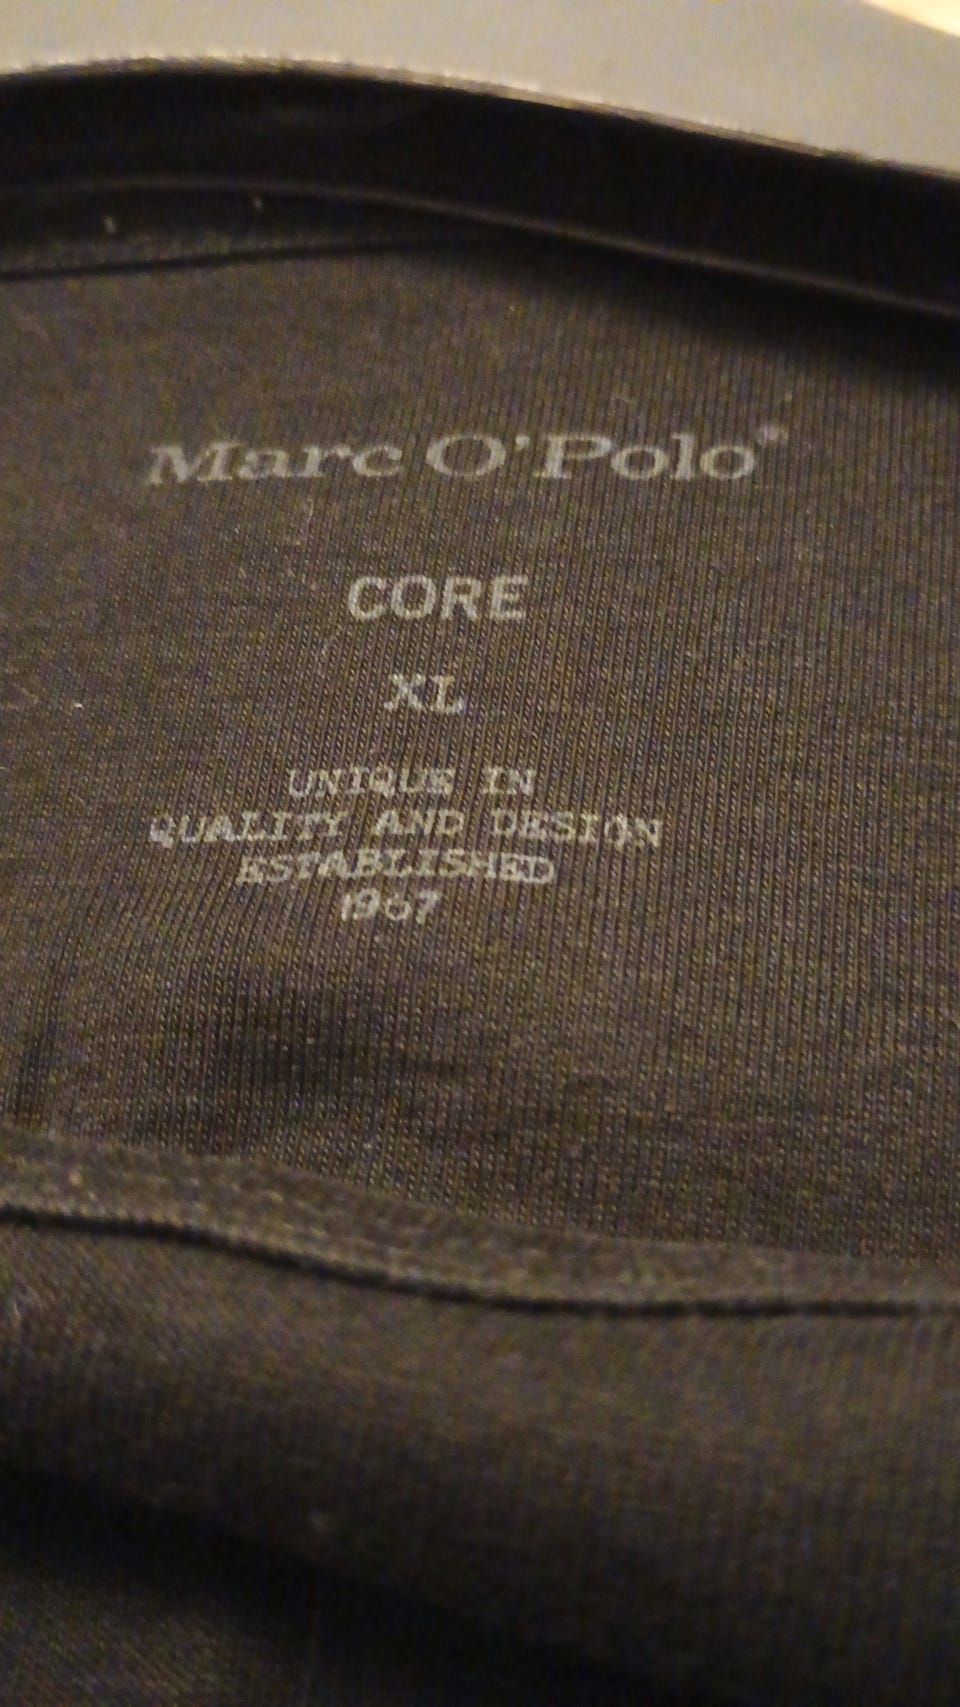 Marc O'Polo®
CORE
XL
UNIQUE IN
QUALITY AND DESIGN
ESTABLISHED
1967